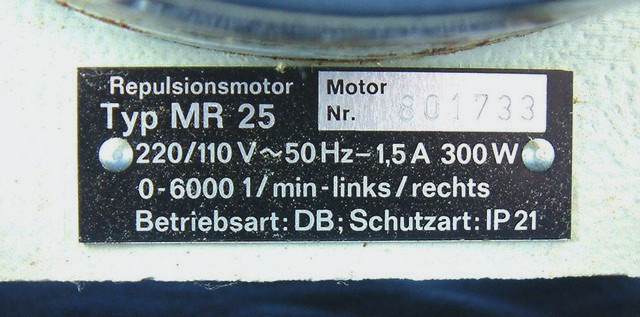 Repulsionsmotor
Typ MR 25
Motor
Nr. 801733
220/110 V~50 Hz-1,5 A 300 W
0-6000 1/min-links/rechts
Betriebsart: DB; Schutzart: IP 21